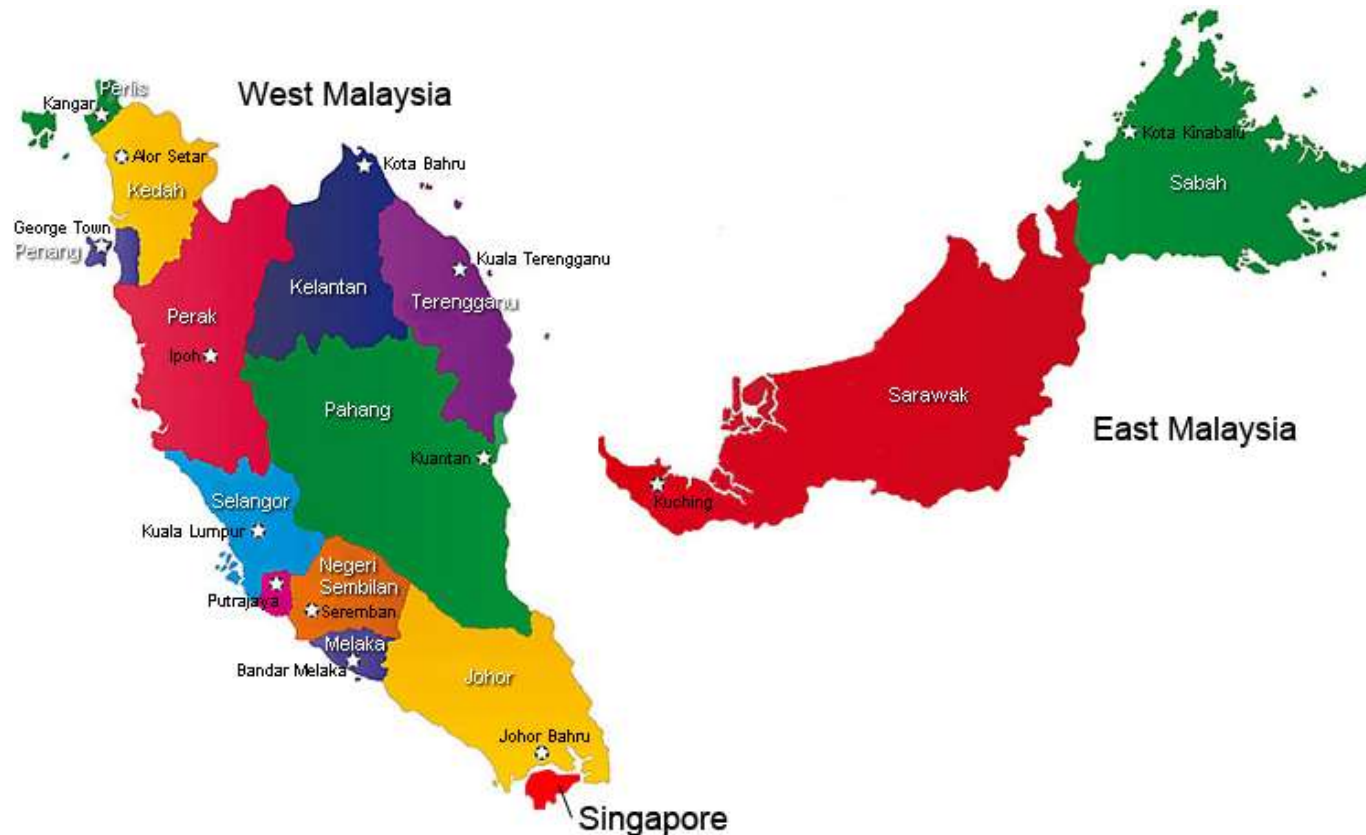 Perlis
Kangar
West Malaysia
Alor Setar
Kedah
Kota Bahru
George Town
Penang
Kuala Terengganu
Kelantan
Terengganu
Perak
Ipoh
Pahang
Kuantan
Selangor
Kuala Lumpur
Negeri
Sembilan
Putrajaya
Seremban
Melaka
Bandar Melaka
Johor
Johor Bahru
Singapore
Kota Kinabalu
Sabah
Sarawak
East Malaysia
Kuching